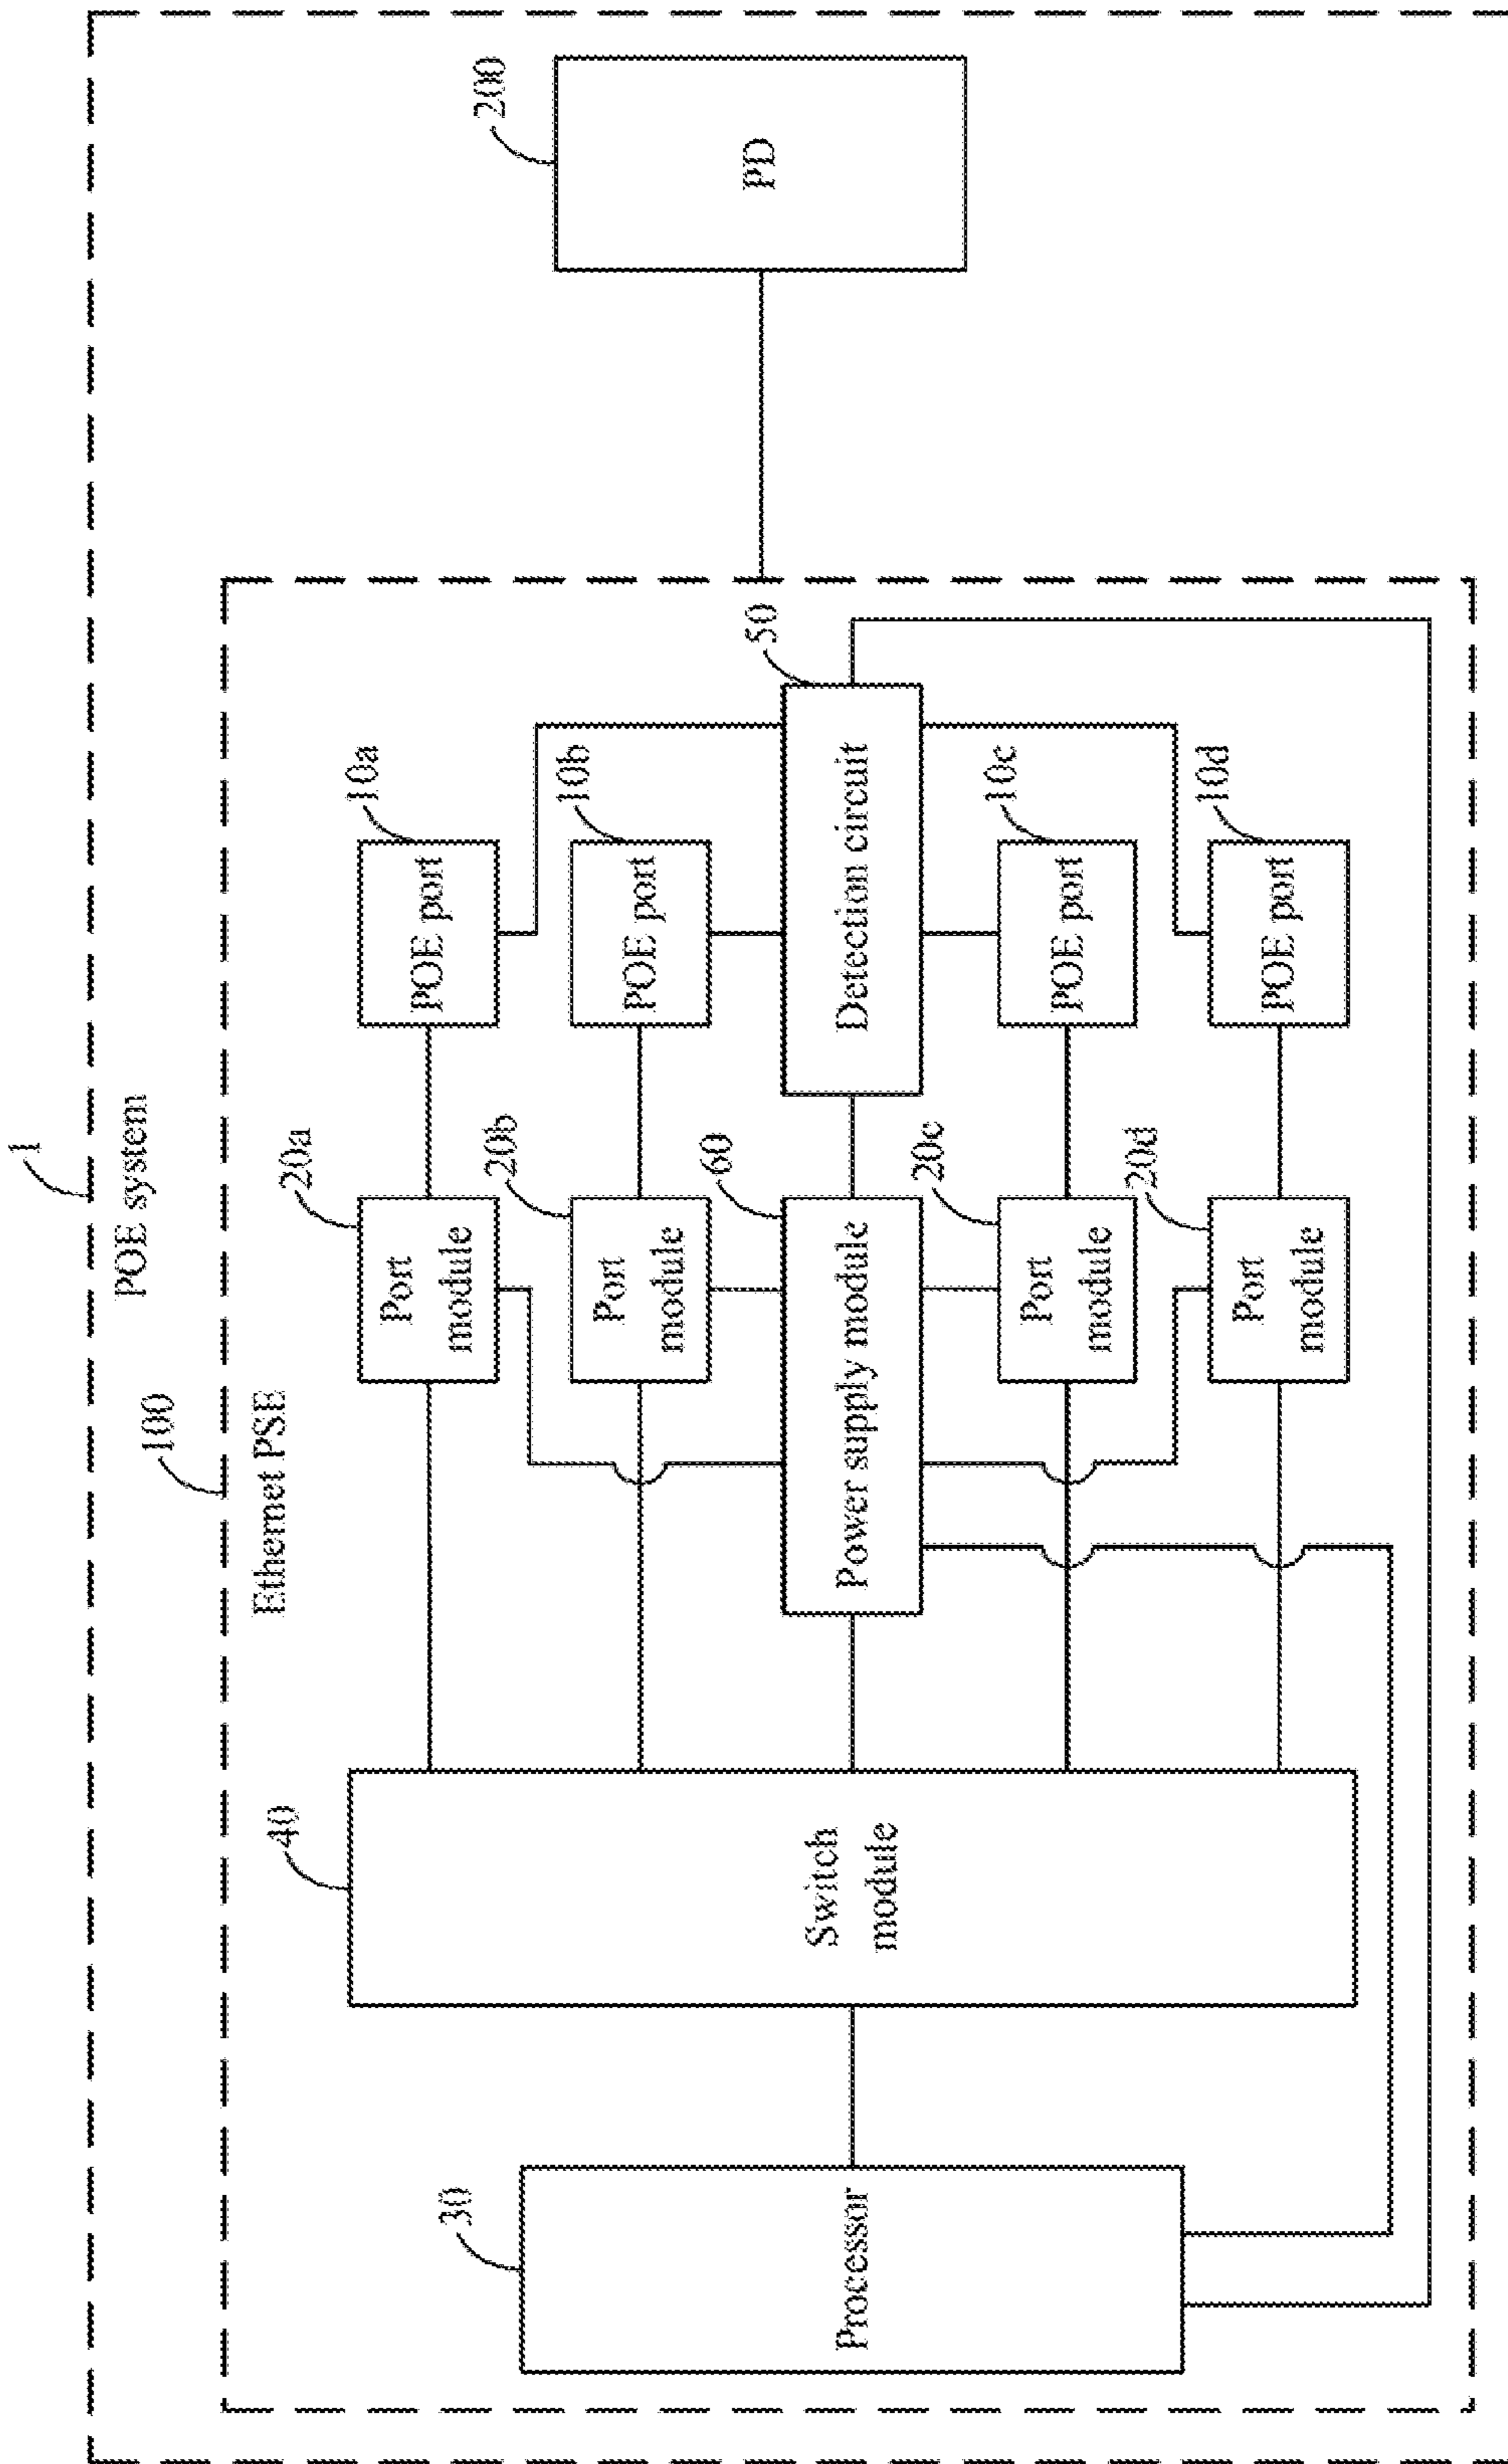 1
POE system
100
Ethernet PSE
30
Processor
40
Switch
module
20a
Port
module
20b
Port
module
60
Power supply module
20c
Port
module
20d
Port
module
10a
POE port
10b
POE port
50
Detection circuit
10c
POE port
10d
POE port
200
PD